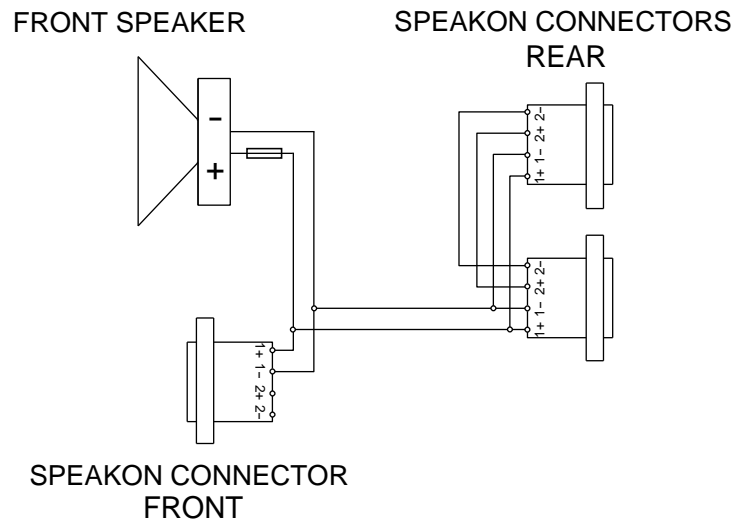 FRONT SPEAKER
SPEAKON CONNECTORS
REAR
-
+
1+ 1- 2+ 2-
1+ 1- 2+ 2-
1+ 1- 2+ 2-
SPEAKON CONNECTOR
FRONT